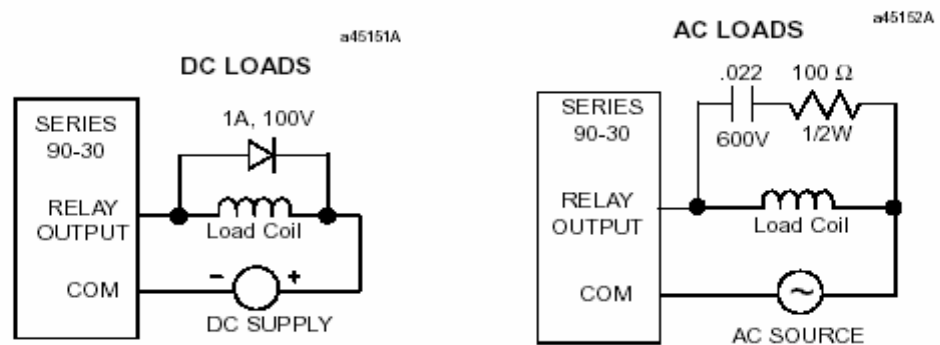 a45151A
DC LOADS
1A, 100V
SERIES
90-30
RELAY
OUTPUT
Load Coil
COM
- +
DC SUPPLY
a45152A
AC LOADS
.022 100 Ω
600V 1/2W
SERIES
90-30
RELAY
OUTPUT
Load Coil
COM
~
AC SOURCE